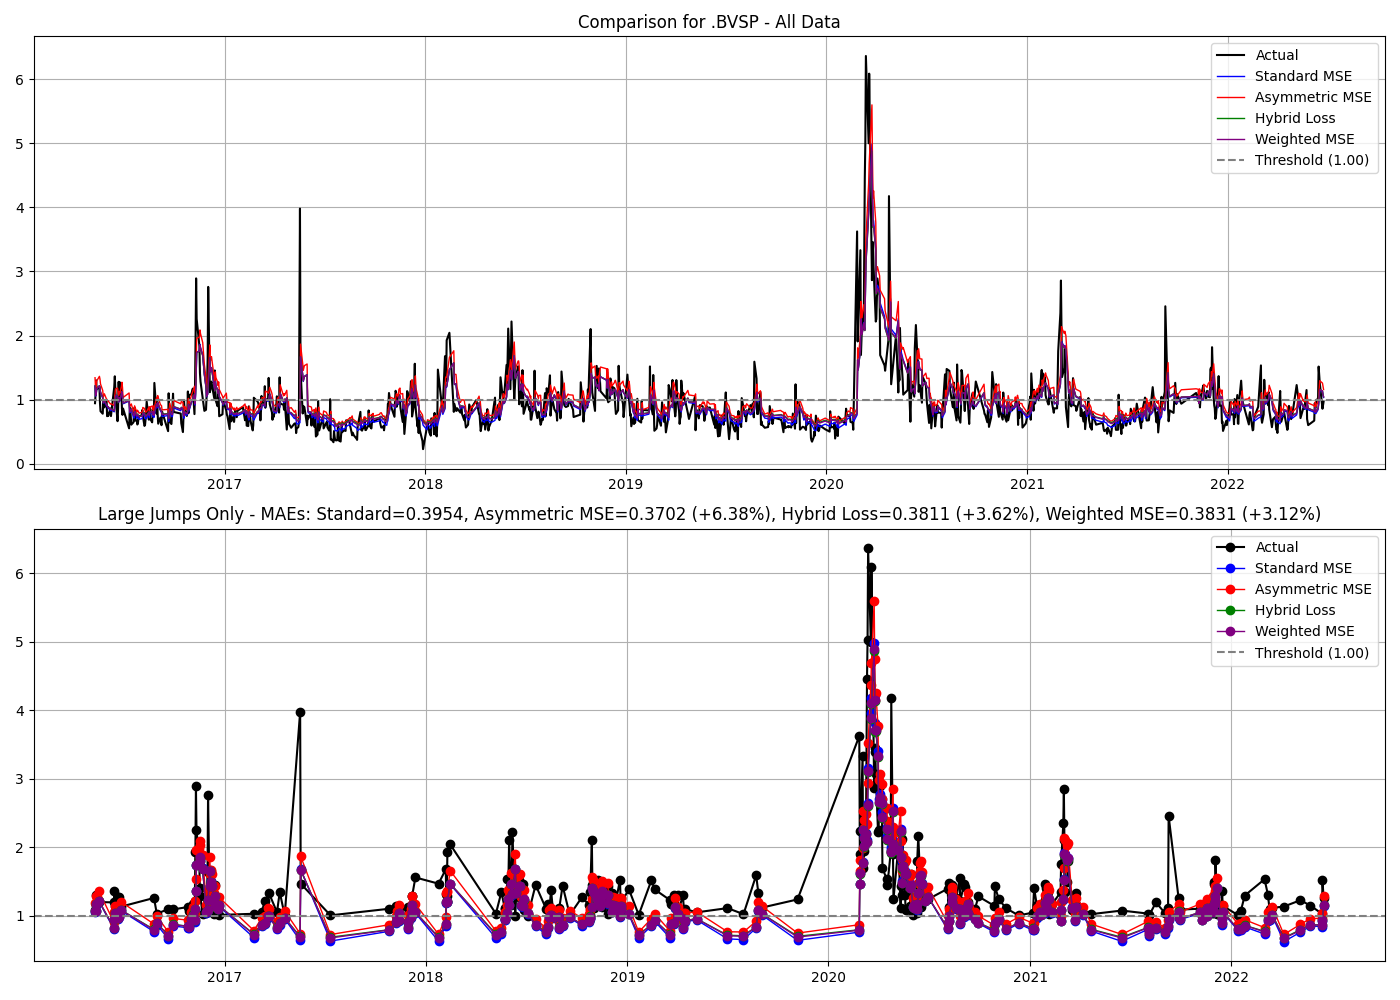 Comparison for .BVSP - All Data
6
5
4
3
2
1
0
2017
2018
2019
2020
2021
2022
Actual
Standard MSE
Asymmetric MSE
Hybrid Loss
Weighted MSE
Threshold (1.00)
Large Jumps Only - MAEs: Standard=0.3954, Asymmetric MSE=0.3702 (+6.38%), Hybrid Loss=0.3811 (+3.62%), Weighted MSE=0.3831 (+3.12%)
6
5
4
3
2
1
2017
2018
2019
2020
2021
2022
Actual
Standard MSE
Asymmetric MSE
Hybrid Loss
Weighted MSE
Threshold (1.00)